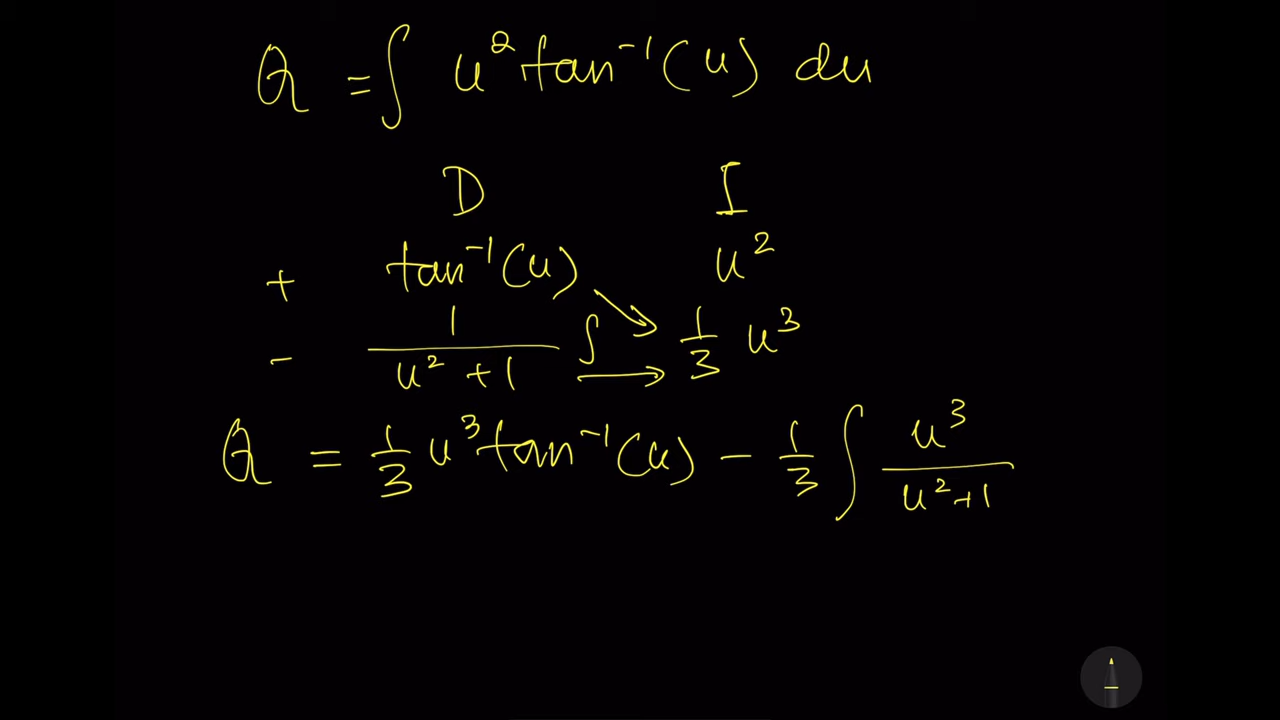 Q = ∫ u² tan⁻¹(u) du
D I
+ tan⁻¹(u) u²
- 1/(u² + 1) ∫ 1/3 u³
Q = 1/3 u³ tan⁻¹(u) - 1/3 ∫ u³/(u²+1)